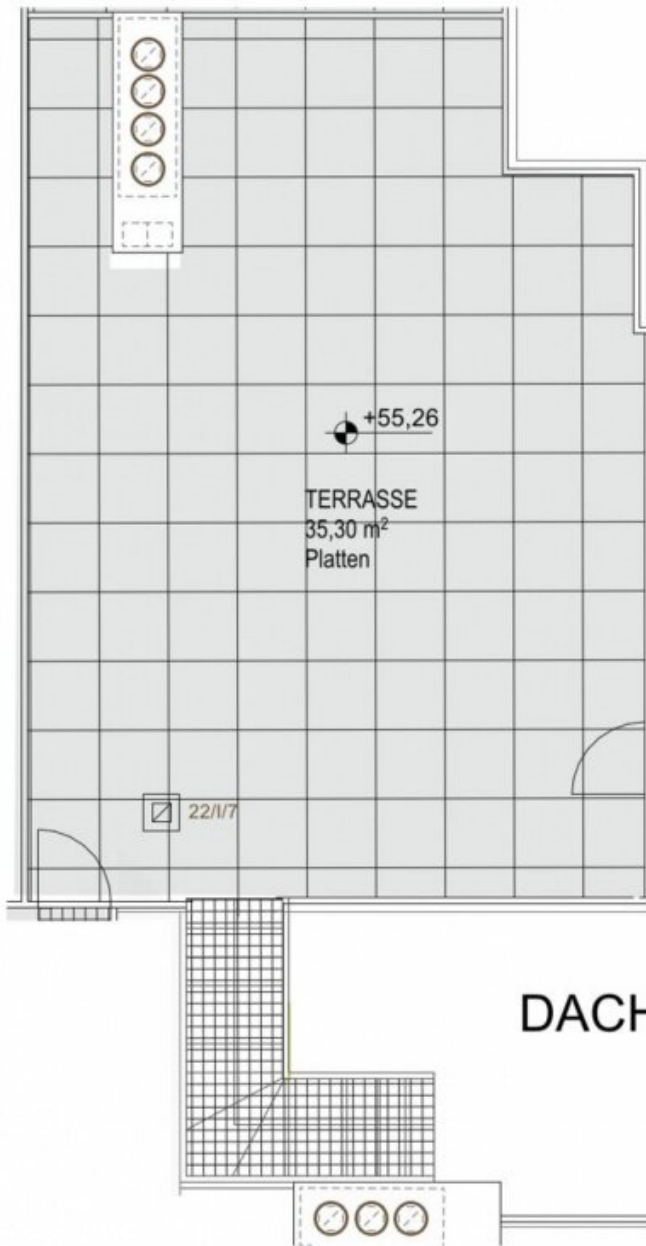 +55,26
TERRASSE
35,30 m²
Platten
22/I/7
DACH